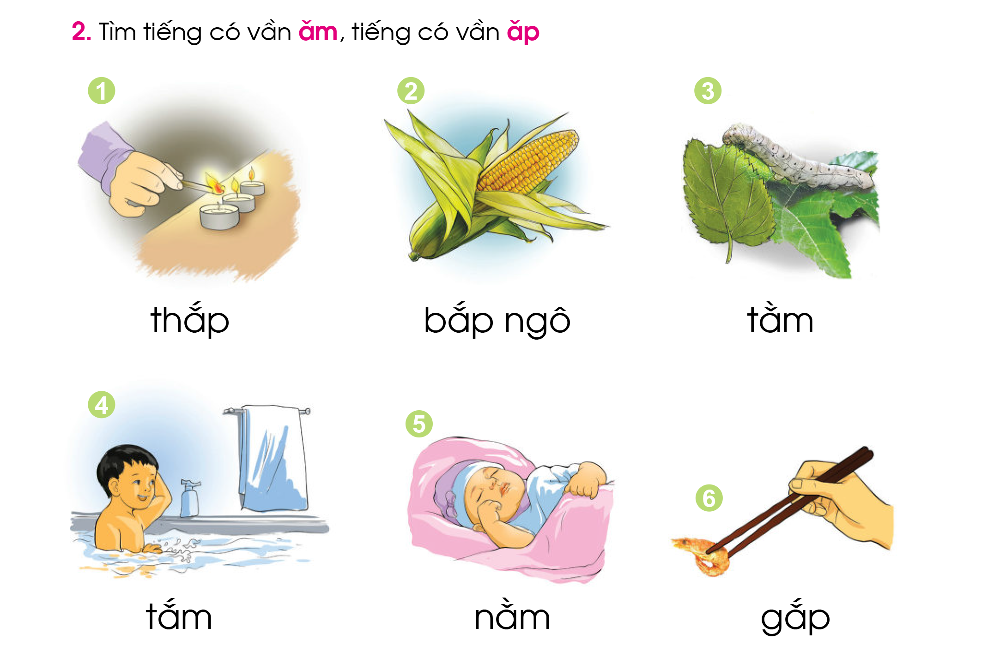 2. Tìm tiếng có vần ăm, tiếng có vần ăp
1
2
3
thắp
bắp ngô
tằm
4
5
6
tắm
nằm
gắp